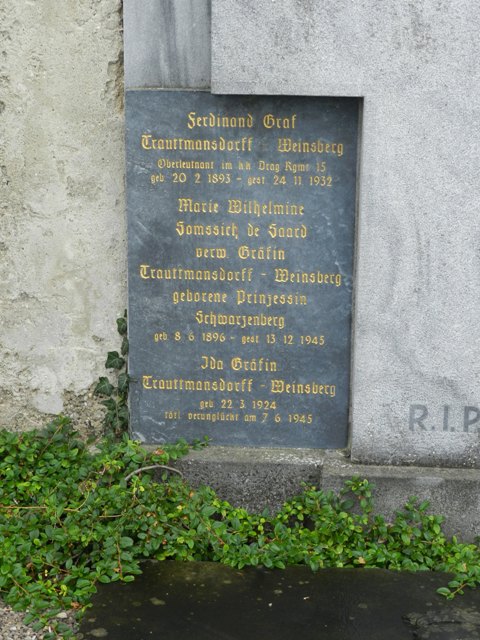 Ferdinand Graf
Trauttmansdorff - Weinsberg
Oberleutnant im k.k. Drag Rgmt 15
geb. 20 2 1893 - gest 24 11 1932
Marie Wilhelmine
Somssich de Saard
verw. Gräfin
Trauttmansdorff - Weinsberg
geborene Prinzessin
Schwarzenberg
geb 8 6 1896 - gest 13 12 1945
Ida Gräfin
Trauttmansdorff - Weinsberg
geb. 22 3 1924
tötl verunglückt am 7 6 1945
R.I.P